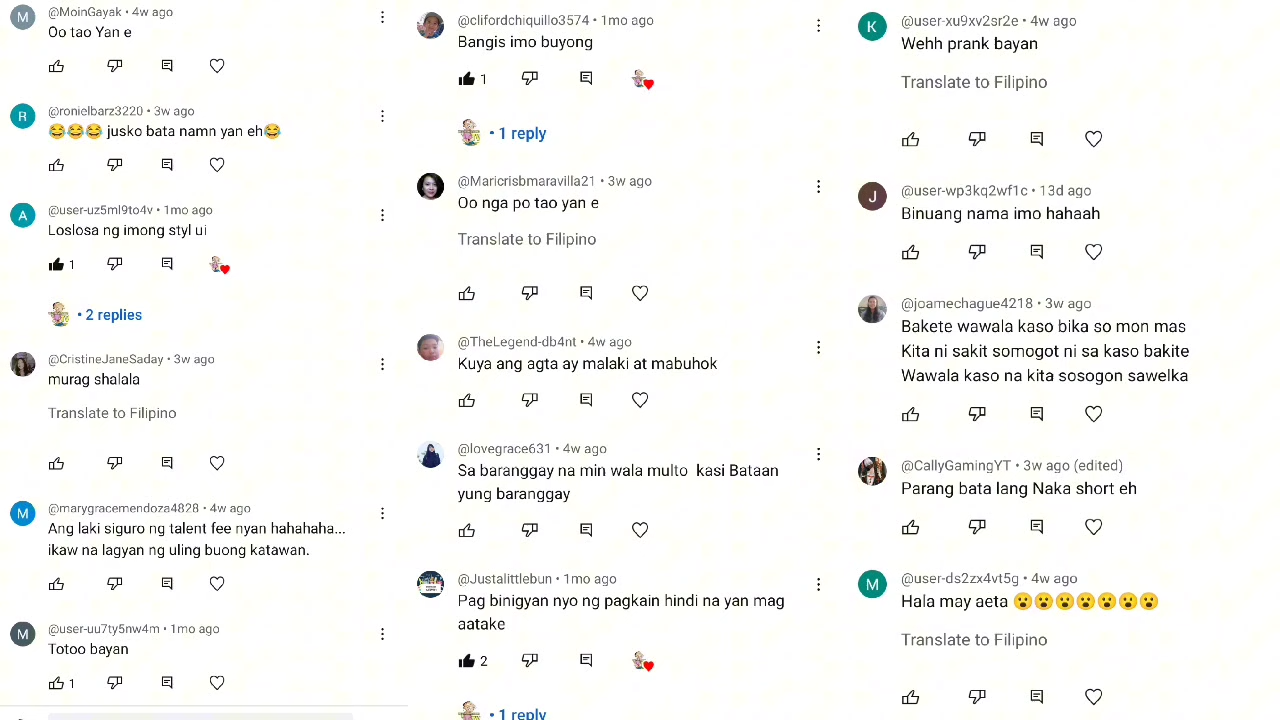 @MoinGayak • 4w ago
Oo tao Yan e
@ronielbarz3220 • 3w ago
😂😂😂 jusko bata namn yan eh😂
@user-uz5ml9to4v • 1mo ago
Loslosa ng imong styl ui
1
• 2 replies
@CristineJaneSaday • 3w ago
murag shalala
Translate to Filipino
@marygracemendoza4828 • 4w ago
Ang laki siguro ng talent fee nyan hahahaha...
ikaw na lagyan ng uling buong katawan.
@user-uu7ty5nw4m • 1mo ago
Totoo bayan
1
@clifordchiquillo3574 • 1mo ago
Bangis imo buyong
1
• 1 reply
@Maricrisbmaravilla21 • 3w ago
Oo nga po tao yan e
Translate to Filipino
@TheLegend-db4nt • 4w ago
Kuya ang agta ay malaki at mabuhok
@lovegrace631 • 4w ago
Sa baranggay na min wala multo kasi Bataan
yung baranggay
@Justalittlebun • 1mo ago
Pag binigyan nyo ng pagkain hindi na yan mag
aatake
2
• 1 reply
@user-xu9xv2sr2e • 4w ago
Wehh prank bayan
Translate to Filipino
@user-wp3kq2wf1c • 13d ago
Binuang nama imo hahaah
@joamechague4218 • 3w ago
Bakete wawala kaso bika so mon mas
Kita ni sakit somogot ni sa kaso bakite
Wawala kaso na kita sosogon sawelka
@CallyGamingYT • 3w ago (edited)
Parang bata lang Naka short eh
@user-ds2zx4vt5g • 4w ago
Hala may aeta 😮😮😮😮😮😮😮
Translate to Filipino